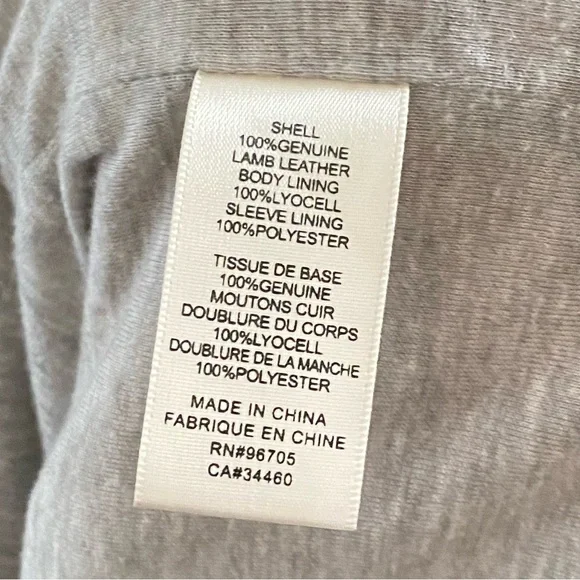 SHELL
100%GENUINE
LAMB LEATHER
BODY LINING
100%LYOCELL
SLEEVE LINING
100%POLYESTER
TISSUE DE BASE
100%GENUINE
MOUTONS CUIR
DOUBLURE DU CORPS
100%LYOCELL
DOUBLURE DE LA MANCHE
100%POLYESTER
MADE IN CHINA
FABRIQUE EN CHINE
RN#96705
CA#34460